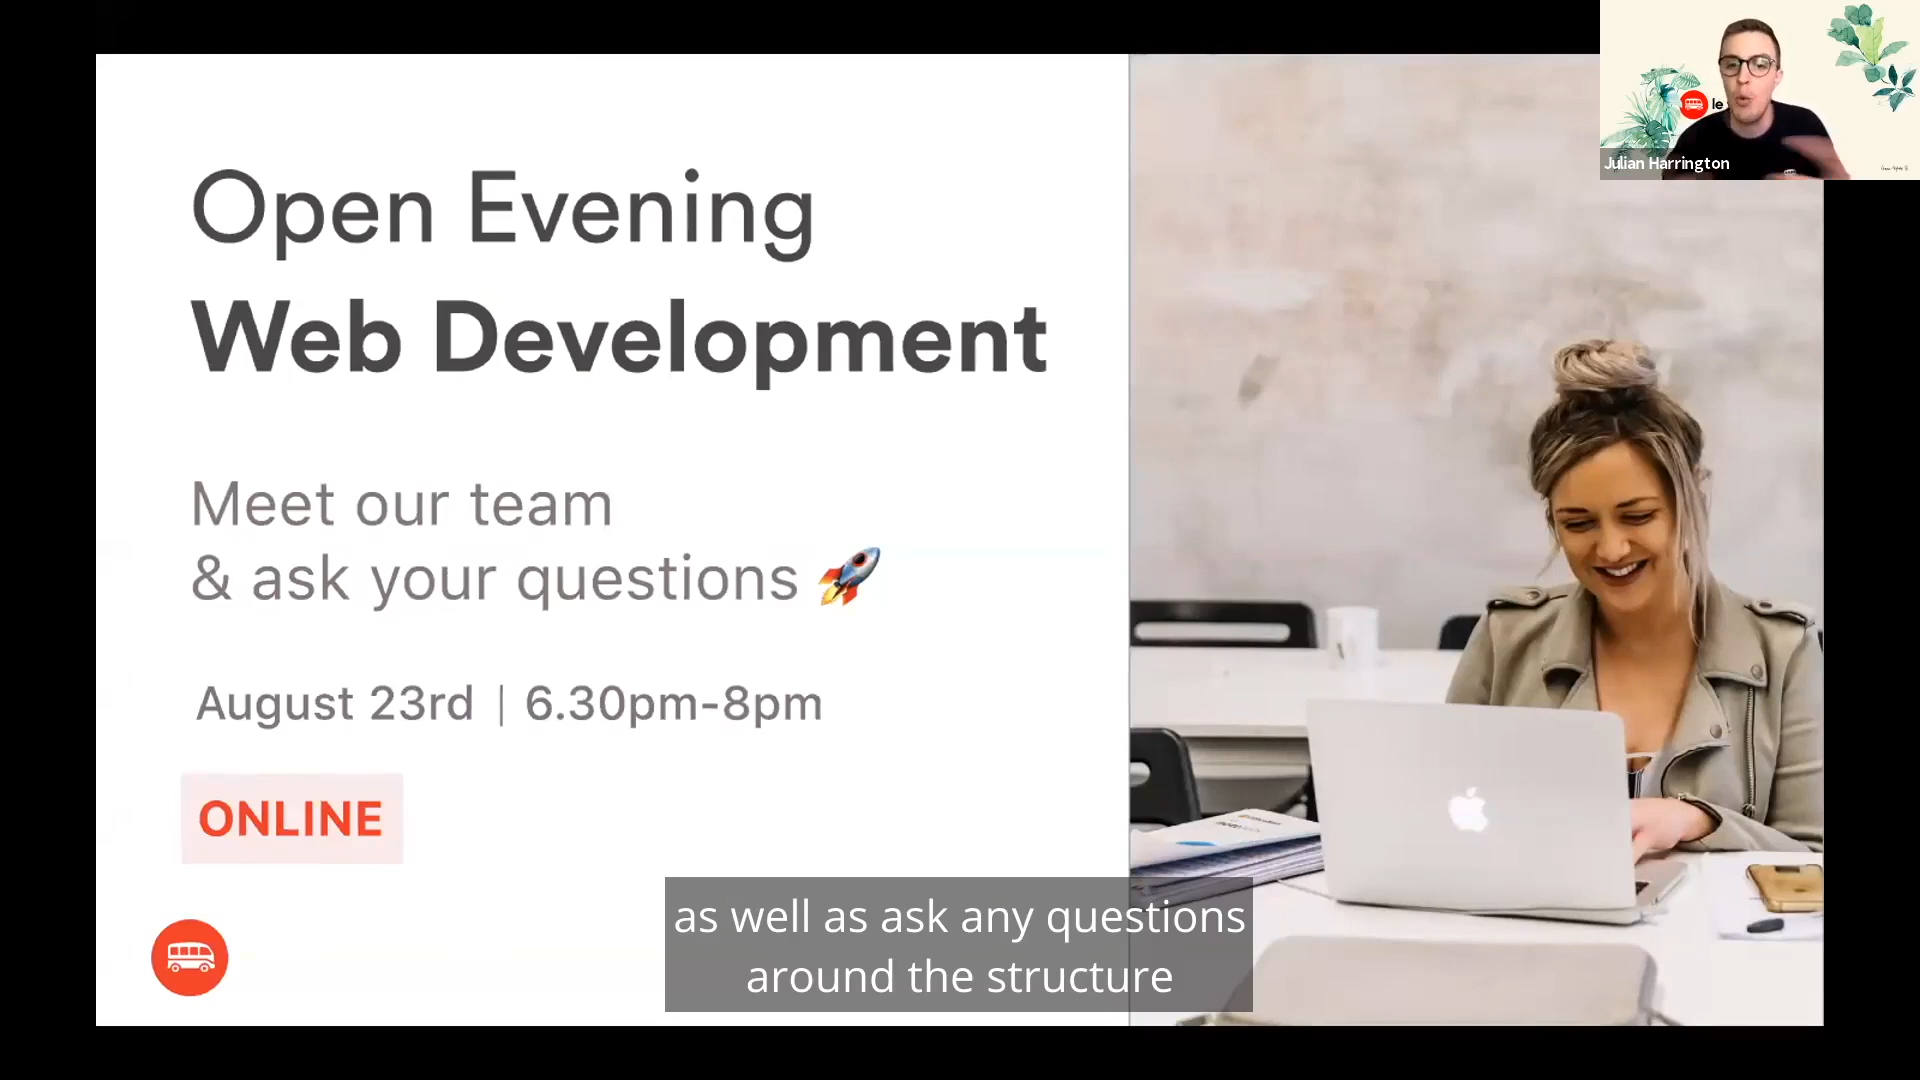 Open Evening
Web Development
Meet our team
& ask your questions 🚀
August 23rd | 6.30pm-8pm
ONLINE
le
Julian Harrington
as well as ask any questions
around the structure